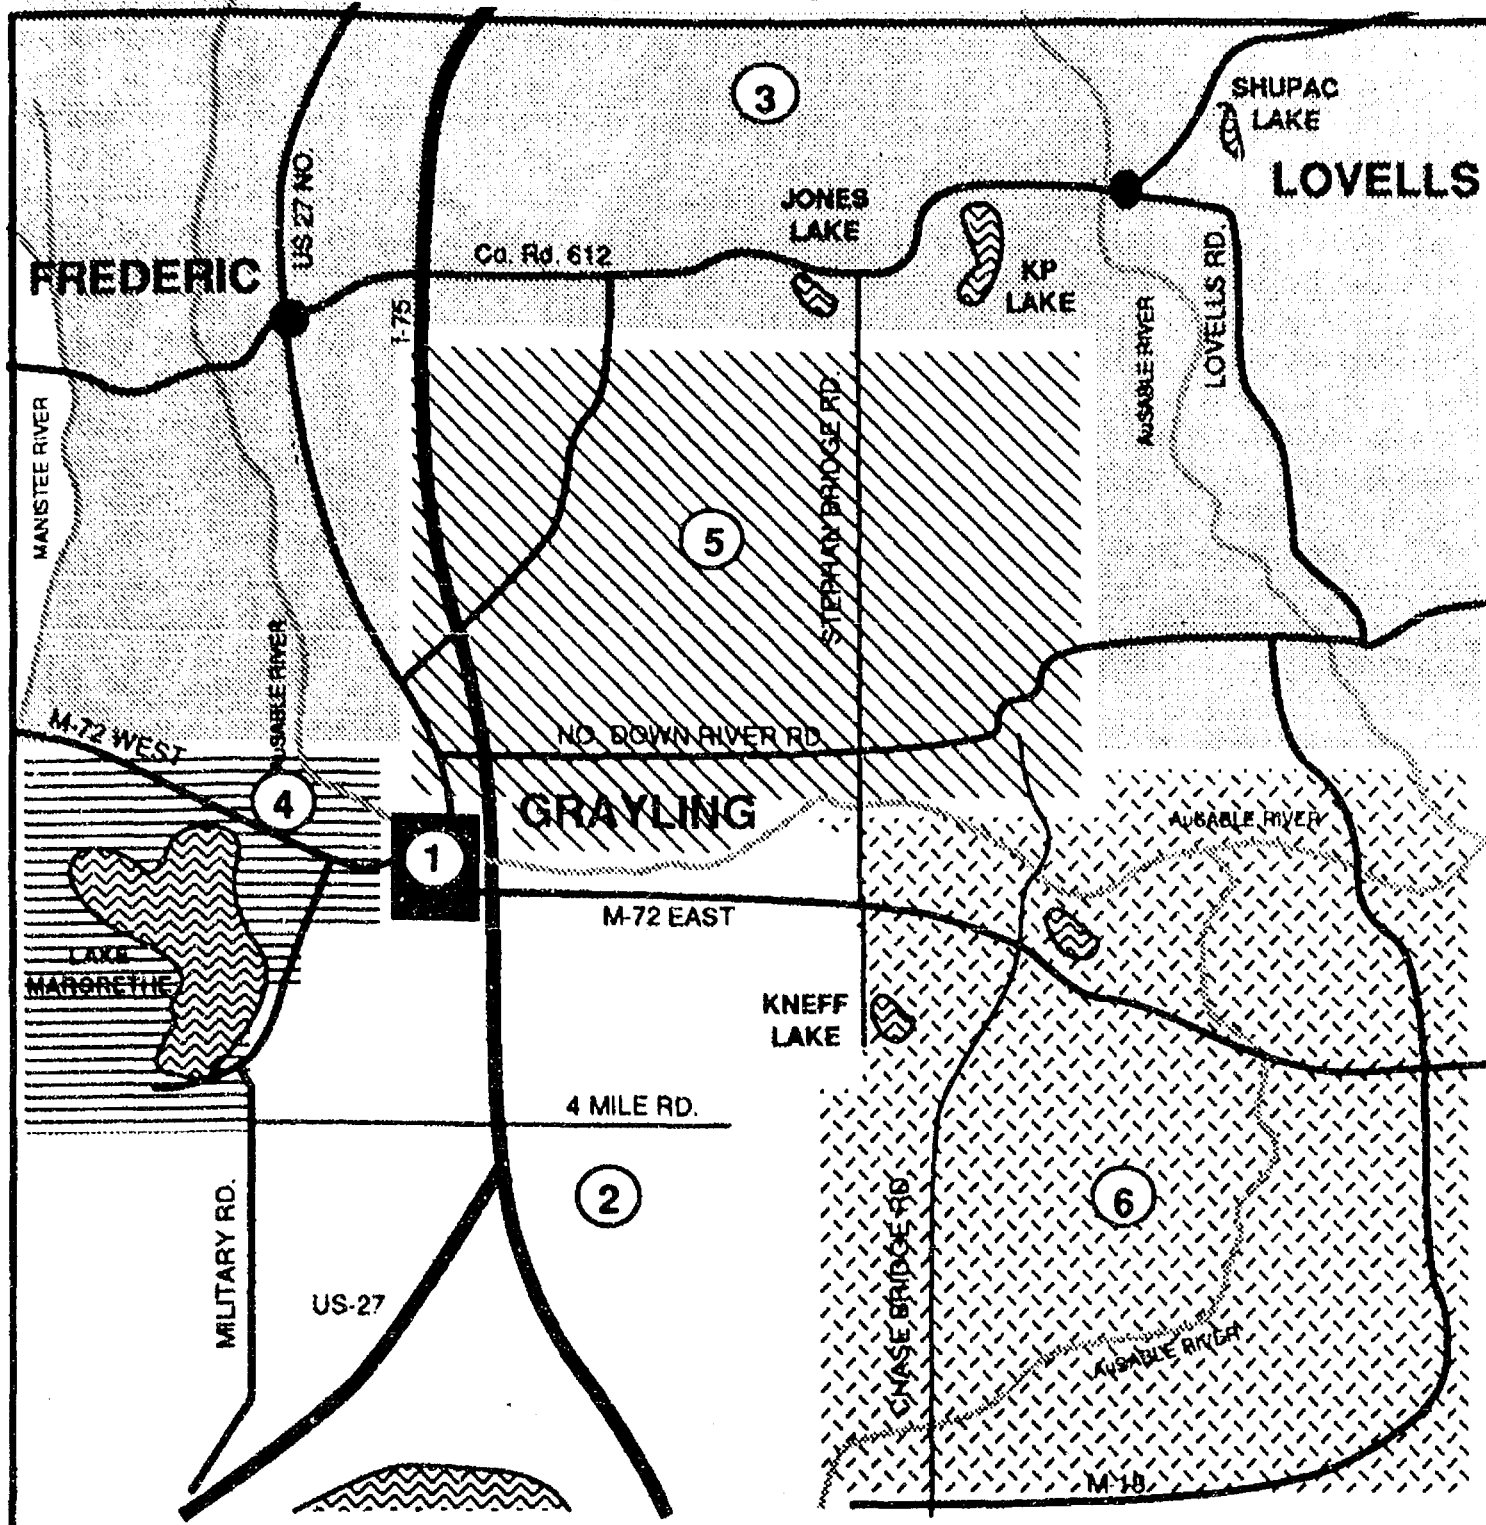 3
SHUPAC
LAKE
LOVELLS
JONES
LAKE
US 27 NO.
Co. Rd. 612
FREDERIC
KP
LAKE
I-75
LOVELLS RD.
AUSABLE RIVER
MANISTEE RIVER
STEPHAN BRIDGE RD.
5
AUSABLE RIVER
M-72 WEST
NO. DOWN RIVER RD.
4
GRAYLING
AUSABLE RIVER
1
M-72 EAST
LAKE
MARGRETHE
KNEFF
LAKE
4 MILE RD.
2
6
MILITARY RD.
CHASE BRIDGE RD.
US-27
AUSABLE RIVER
M-18